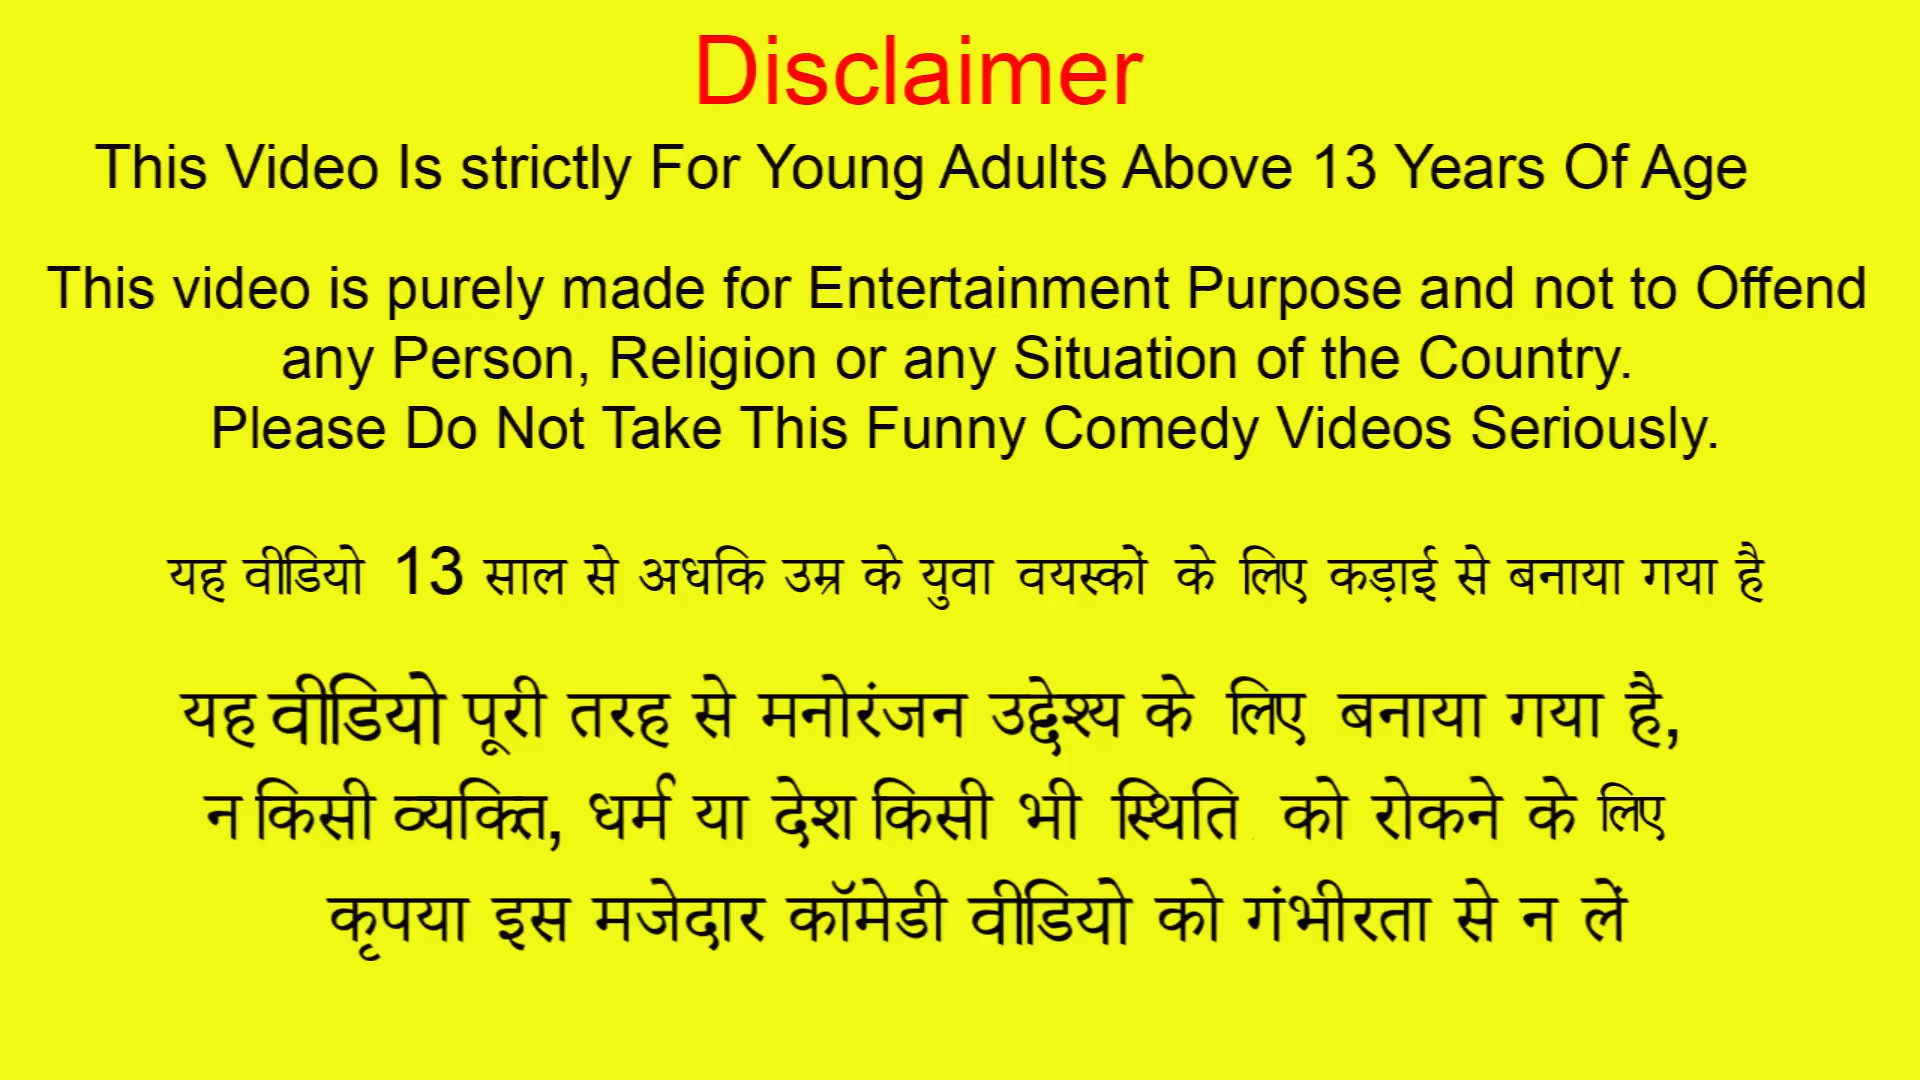 Disclaimer
This Video Is strictly For Young Adults Above 13 Years Of Age
This video is purely made for Entertainment Purpose and not to Offend
any Person, Religion or any Situation of the Country.
Please Do Not Take This Funny Comedy Videos Seriously.
यह वीडियो 13 साल से अधकि उम्र के युवा वयस्कों के लिए कड़ाई से बनाया गया है
यह वीडियो पूरी तरह से मनोरंजन उद्देश्य के लिए बनाया गया है,
न किसी व्यक्ति, धर्म या देश किसी भी स्थिति को रोकने के लिए
कृपया इस मजेदार कॉमेडी वीडियो को गंभीरता से न लें